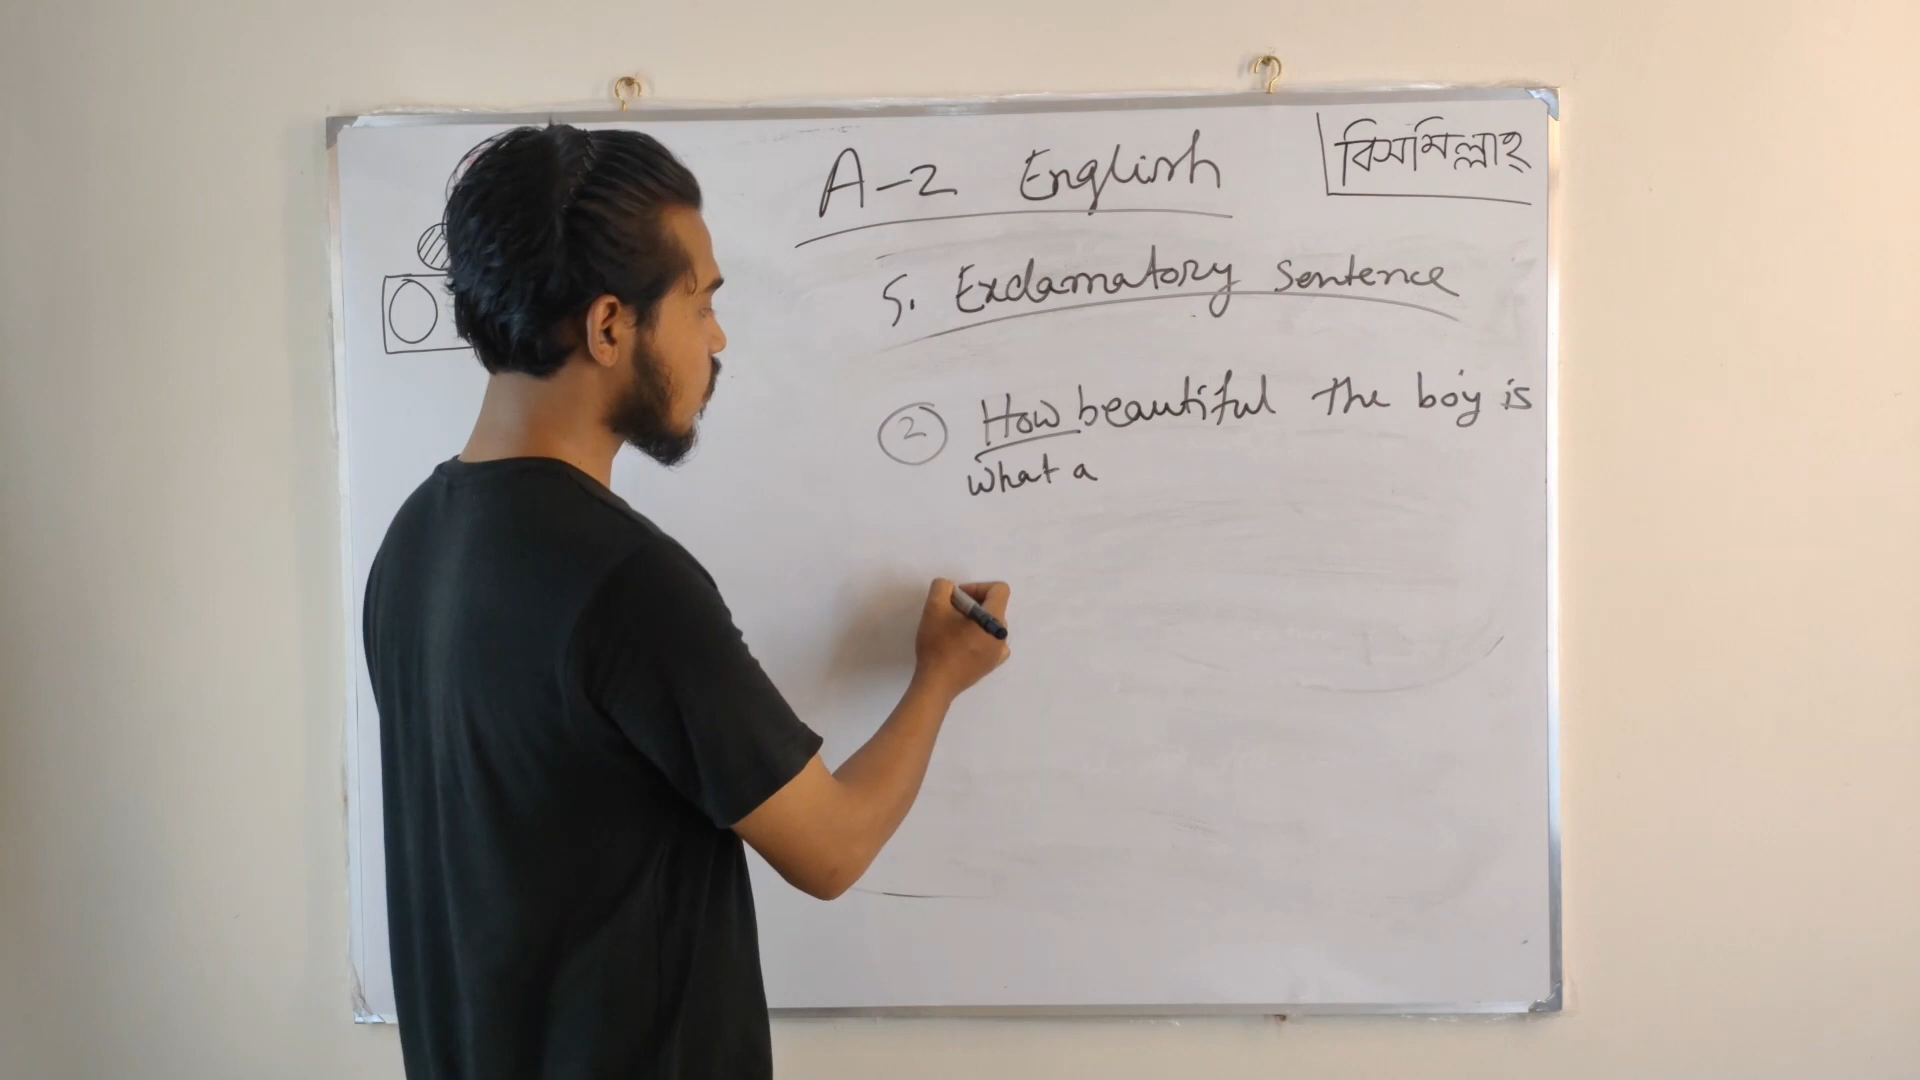 A-Z English
বিসমিল্লাহ্
5. Exclamatory Sentence
2 How beautiful the boy is
What a